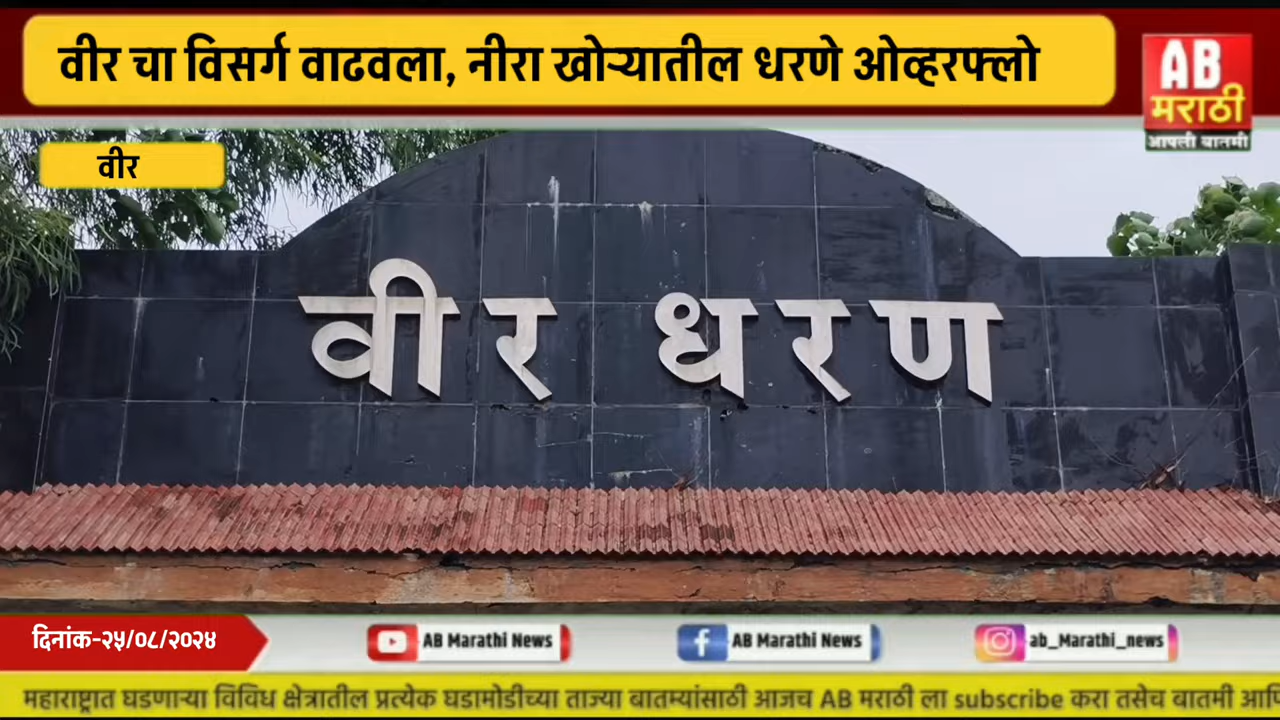 वीर चा विसर्ग वाढवला, नीरा खोऱ्यातील धरणे ओव्हरफ्लो
AB
मराठी
आपली बातमी
वीर
वीर धरण
दिनांक-२५/०८/२०२४
AB Marathi News
AB Marathi News
ab_Marathi_news
महाराष्ट्रात घडणाऱ्या विविध क्षेत्रातील प्रत्येक घडामोडीच्या ताज्या बातम्यांसाठी आजच AB मराठी ला subscribe करा तसेच बातमी